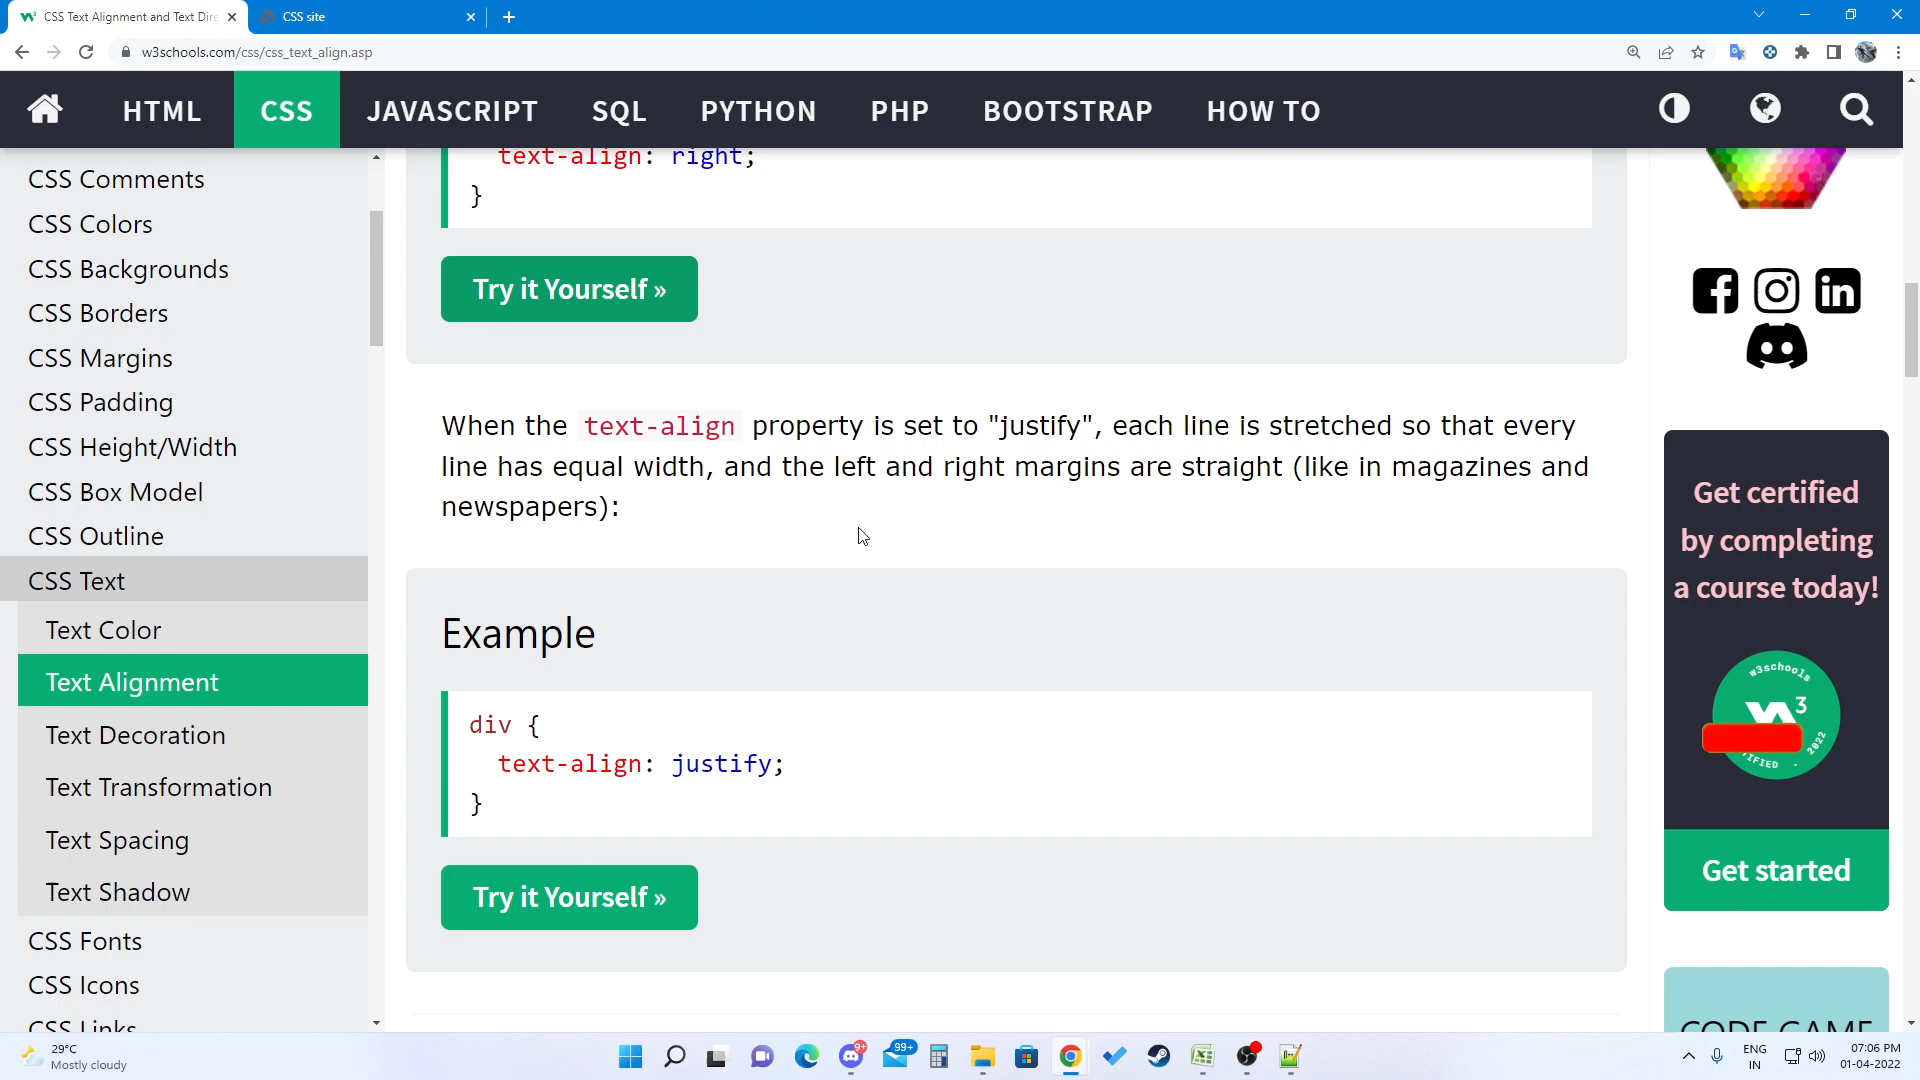 CSS Text Alignment and Text Dire
CSS site
w3schools.com/css/css_text_align.asp
HTML
CSS
JAVASCRIPT
SQL
PYTHON
PHP
BOOTSTRAP
HOW TO
CSS Comments
CSS Colors
CSS Backgrounds
CSS Borders
CSS Margins
CSS Padding
CSS Height/Width
CSS Box Model
CSS Outline
CSS Text
Text Color
Text Alignment
Text Decoration
Text Transformation
Text Spacing
Text Shadow
CSS Fonts
CSS Icons
CSS Links
text-align: right;
}
Try it Yourself »
When the text-align property is set to "justify", each line is stretched so that every
line has equal width, and the left and right margins are straight (like in magazines and
newspapers):
Example
div {
text-align: justify;
}
Try it Yourself »
Get certified
by completing
a course today!
w3schools
3
TIFIED · 2022
Get started
CODE GAME
29°C
Mostly cloudy
9+
99+
ENG
IN
07:06 PM
01-04-2022